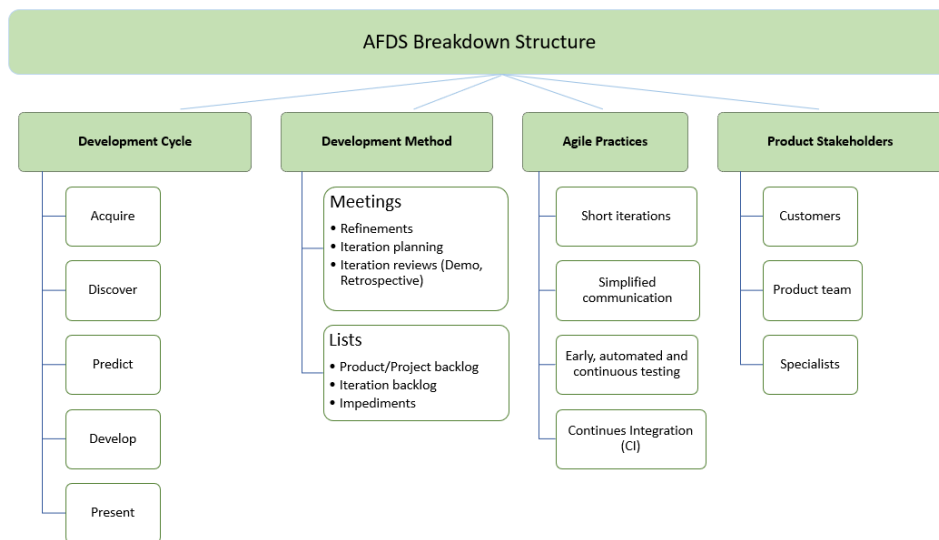 AFDS Breakdown Structure
Development Cycle
Acquire
Discover
Predict
Develop
Present
Development Method
Meetings
• Refinements
• Iteration planning
• Iteration reviews (Demo,
Retrospective)
Lists
• Product/Project backlog
• Iteration backlog
• Impediments
Agile Practices
Short iterations
Simplified
communication
Early, automated and
continuous testing
Continues Integration
(CI)
Product Stakeholders
Customers
Product team
Specialists